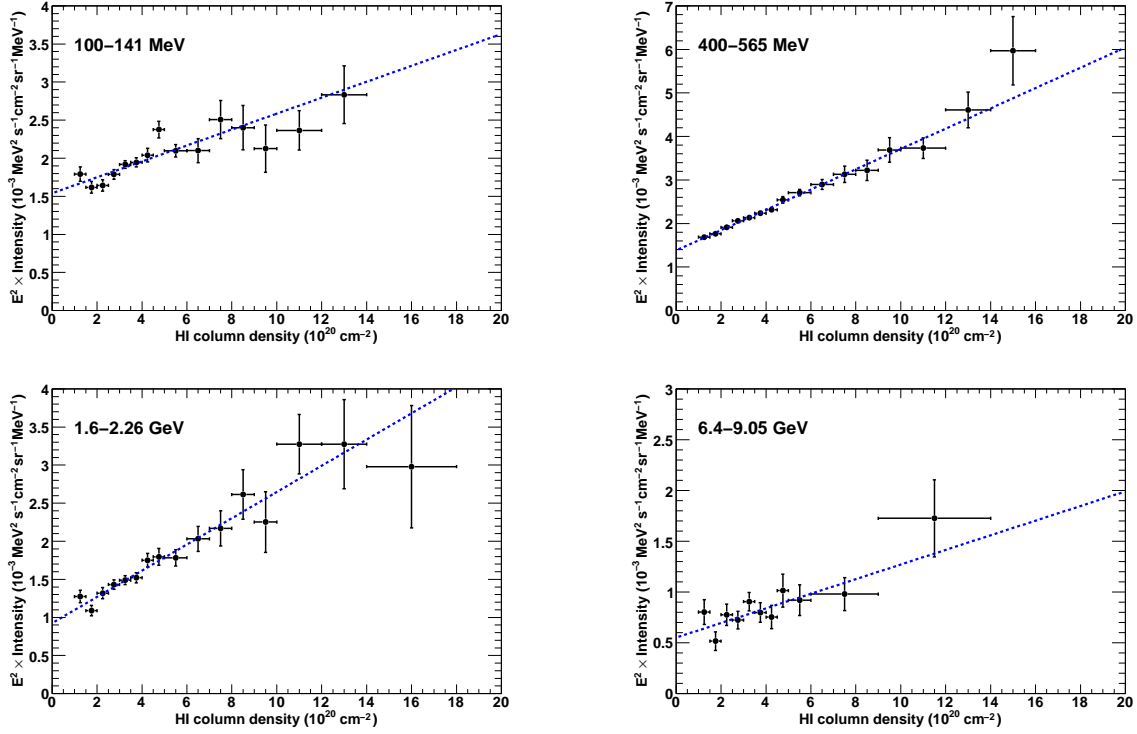 4
3.5
3
2.5
2
1.5
1
0.5
0
100−141 MeV
E² × Intensity (10⁻³ MeV² s⁻¹cm⁻²sr⁻¹MeV⁻¹)
2 4 6 8 10 12 14 16 18 20
HI column density (10²⁰ cm⁻²)
7
6
5
4
3
2
1
0
400−565 MeV
E² × Intensity (10⁻³ MeV² s⁻¹cm⁻²sr⁻¹MeV⁻¹)
0 2 4 6 8 10 12 14 16 18 20
HI column density (10²⁰ cm⁻²)
4
3.5
3
2.5
2
1.5
1
0.5
0
1.6−2.26 GeV
E² × Intensity (10⁻³ MeV² s⁻¹cm⁻²sr⁻¹MeV⁻¹)
0 2 4 6 8 10 12 14 16 18 20
HI column density (10²⁰ cm⁻²)
3
2.5
2
1.5
1
0.5
0
6.4−9.05 GeV
E² × Intensity (10⁻³ MeV² s⁻¹cm⁻²sr⁻¹MeV⁻¹)
0 2 4 6 8 10 12 14 16 18 20
HI column density (10²⁰ cm⁻²)